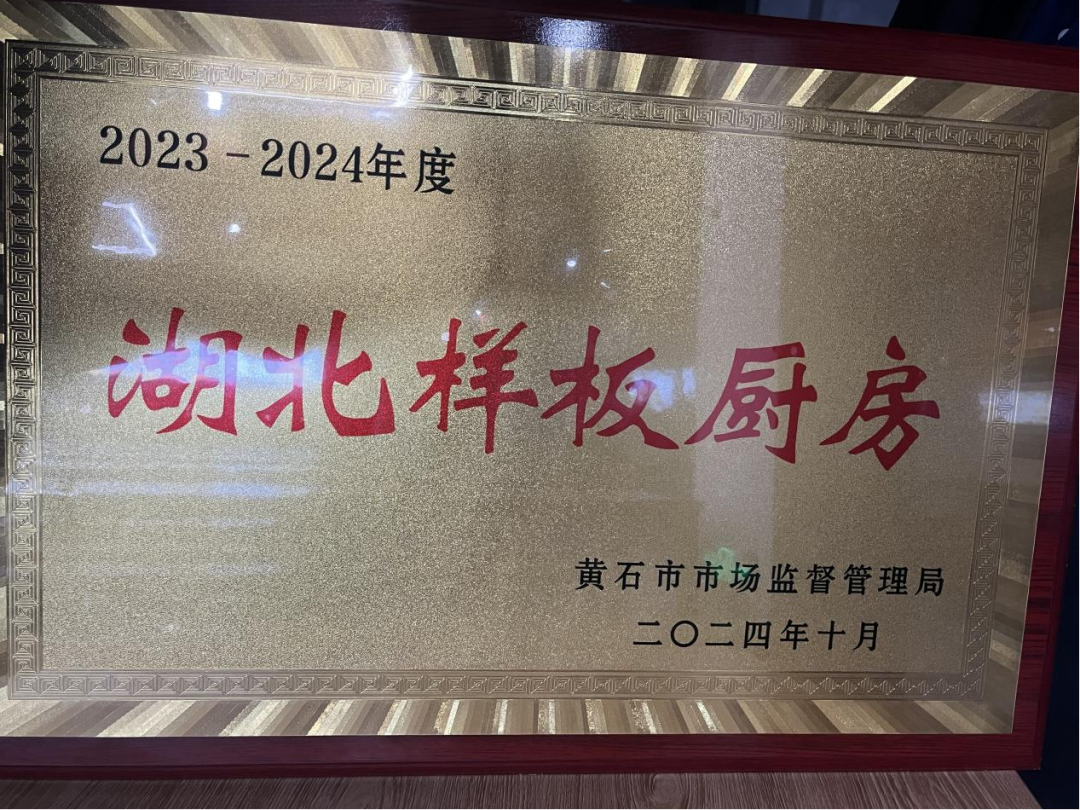 2023-2024年度
湖北样板厨房
黄石市市场监督管理局
二〇二四年十月